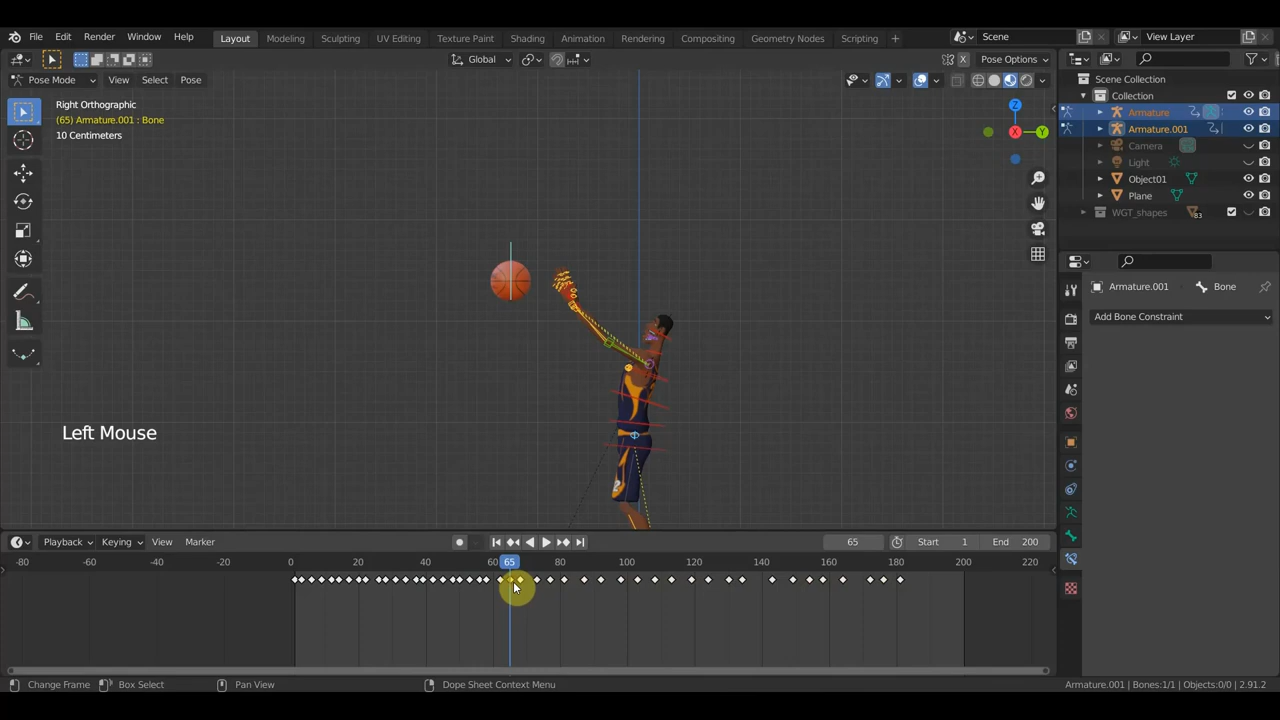 File Edit Render Window Help Layout Modeling Sculpting UV Editing Texture Paint Shading Animation Rendering Compositing Geometry Nodes Scripting + Scene View Layer
Global Pose Options
Pose Mode View Select Pose
Right Orthographic
(65) Armature.001 : Bone
10 Centimeters
Z
X
Y
Left Mouse
Scene Collection
Collection
Armature
Armature.001
Camera
Light
Object01
Plane
WGT_shapes 83
Armature.001 Bone
Add Bone Constraint
Playback Keying View Marker 65 Start 1 End 200
-80 -60 -40 -20 0 20 40 60 65 80 100 120 140 160 180 200 220
Change Frame Box Select Pan View Dope Sheet Context Menu Armature.001 | Bones:1/1 | Objects:0/0 | 2.91.2